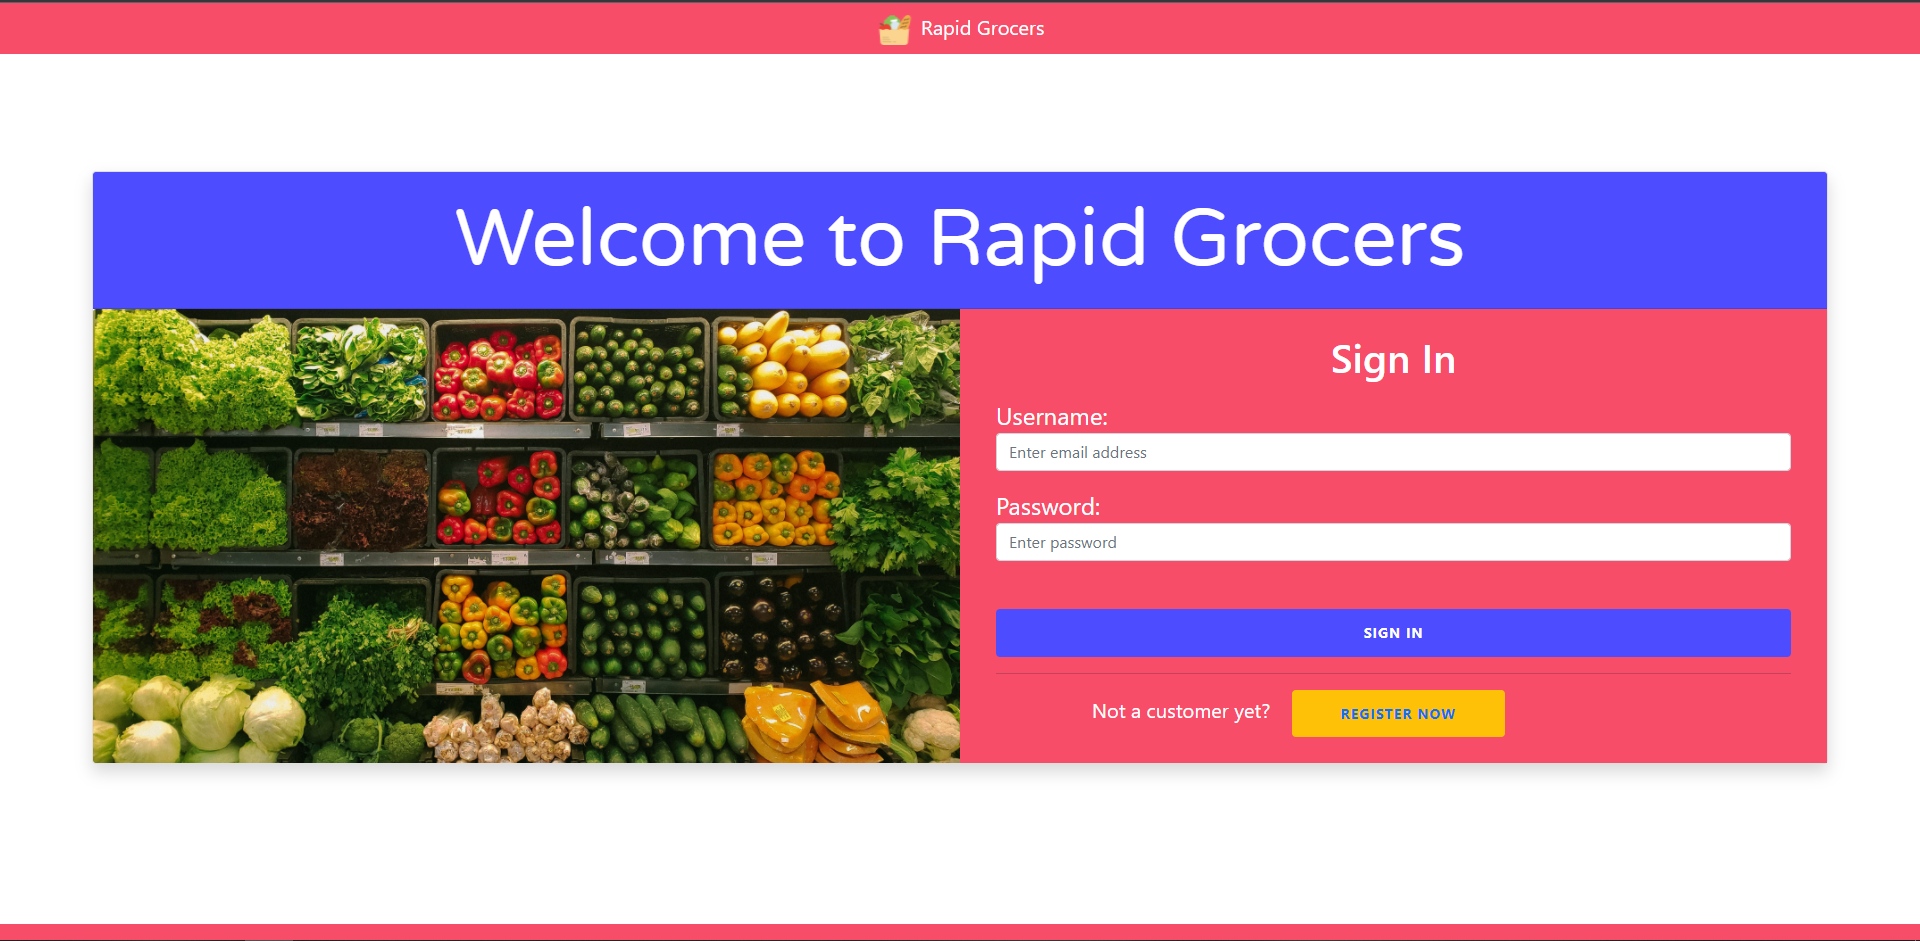 Rapid Grocers
Welcome to Rapid Grocers
Sign In
Username:
Enter email address
Password:
Enter password
SIGN IN
Not a customer yet? REGISTER NOW